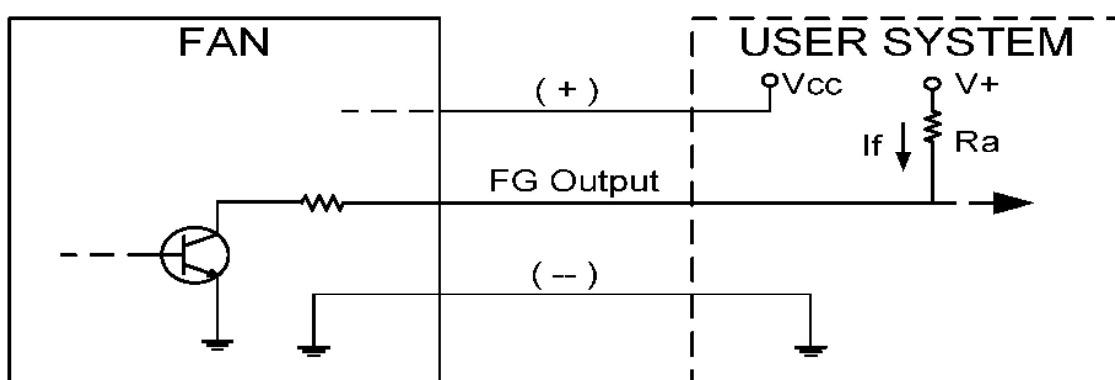 FAN
USER SYSTEM
( + )
Vcc
V+
If
Ra
FG Output
( -- )